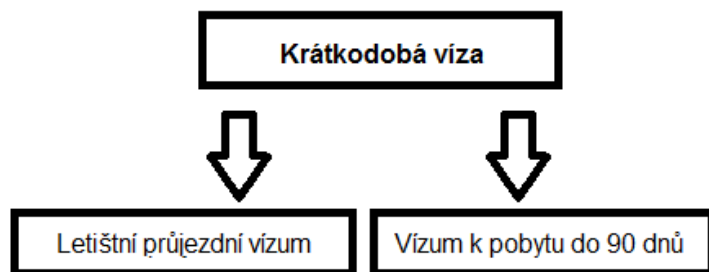 Krátkodobá víza
Letištní průjezdní vízum
Vízum k pobytu do 90 dnů